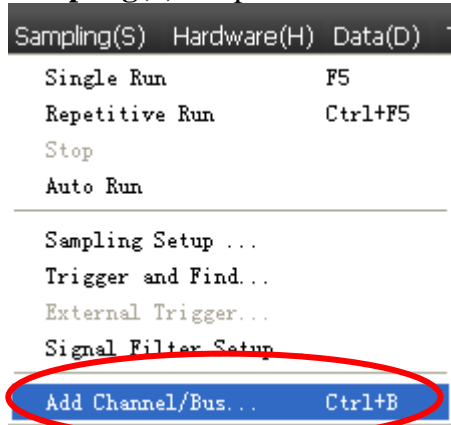 Sampling(S) Hardware(H) Data(D)
Single Run F5
Repetitive Run Ctrl+F5
Stop
Auto Run
Sampling Setup ...
Trigger and Find...
External Trigger...
Signal Filter Setup
Add Channel/Bus... Ctrl+B